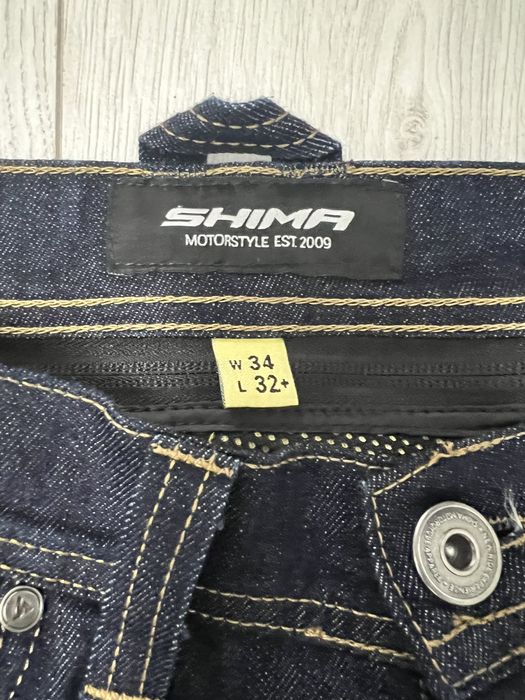 SHIMA
MOTORSTYLE EST. 2009
W 34
L 32+